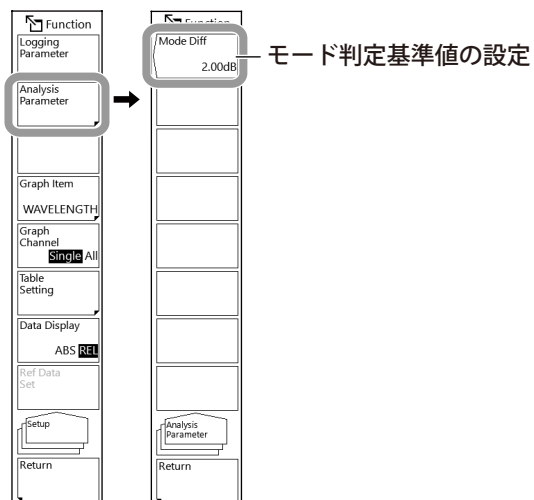 Function
Logging
Parameter
Analysis
Parameter
Graph Item
WAVELENGTH
Graph
Channel
Single All
Table
Setting
Data Display
ABS REL
Ref Data
Set
Setup
Return
Function
Mode Diff
2.00dB
Analysis
Parameter
Return
モード判定基準値の設定